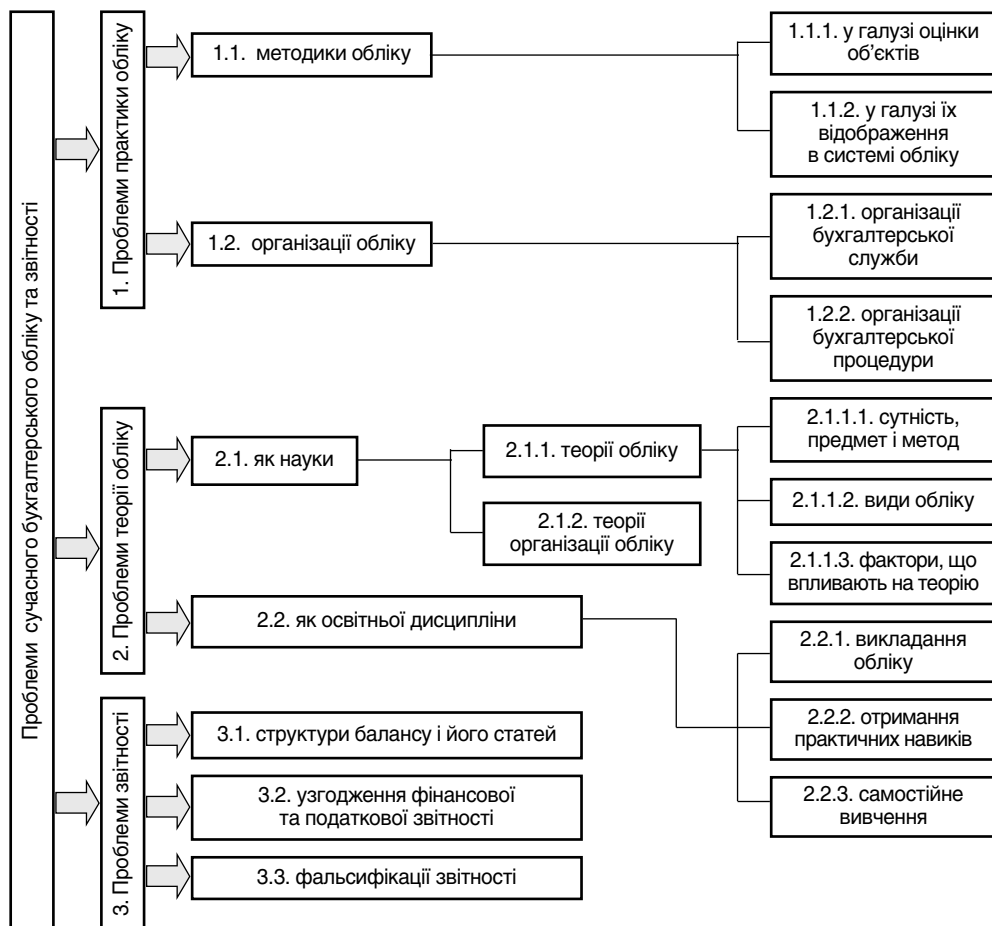 Проблеми сучасного бухгалтерського обліку та звітності
1. Проблеми практики обліку
1.1. методики обліку
1.1.1. у галузі оцінки
об’єктів
1.1.2. у галузі їх
відображення
в системі обліку
1.2. організації обліку
1.2.1. організації
бухгалтерської
служби
1.2.2. організації
бухгалтерської
процедури
2. Проблеми теорії обліку
2.1. як науки
2.1.1. теорії обліку
2.1.1.1. сутність,
предмет і метод
2.1.1.2. види обліку
2.1.1.3. фактори, що
впливають на теорію
2.1.2. теорії
організації обліку
2.2. як освітньої дисципліни
2.2.1. викладання
обліку
2.2.2. отримання
практичних навиків
2.2.3. самостійне
вивчення
3. Проблеми звітності
3.1. структури балансу і його статей
3.2. узгодження фінансової
та податкової звітності
3.3. фальсифікації звітності